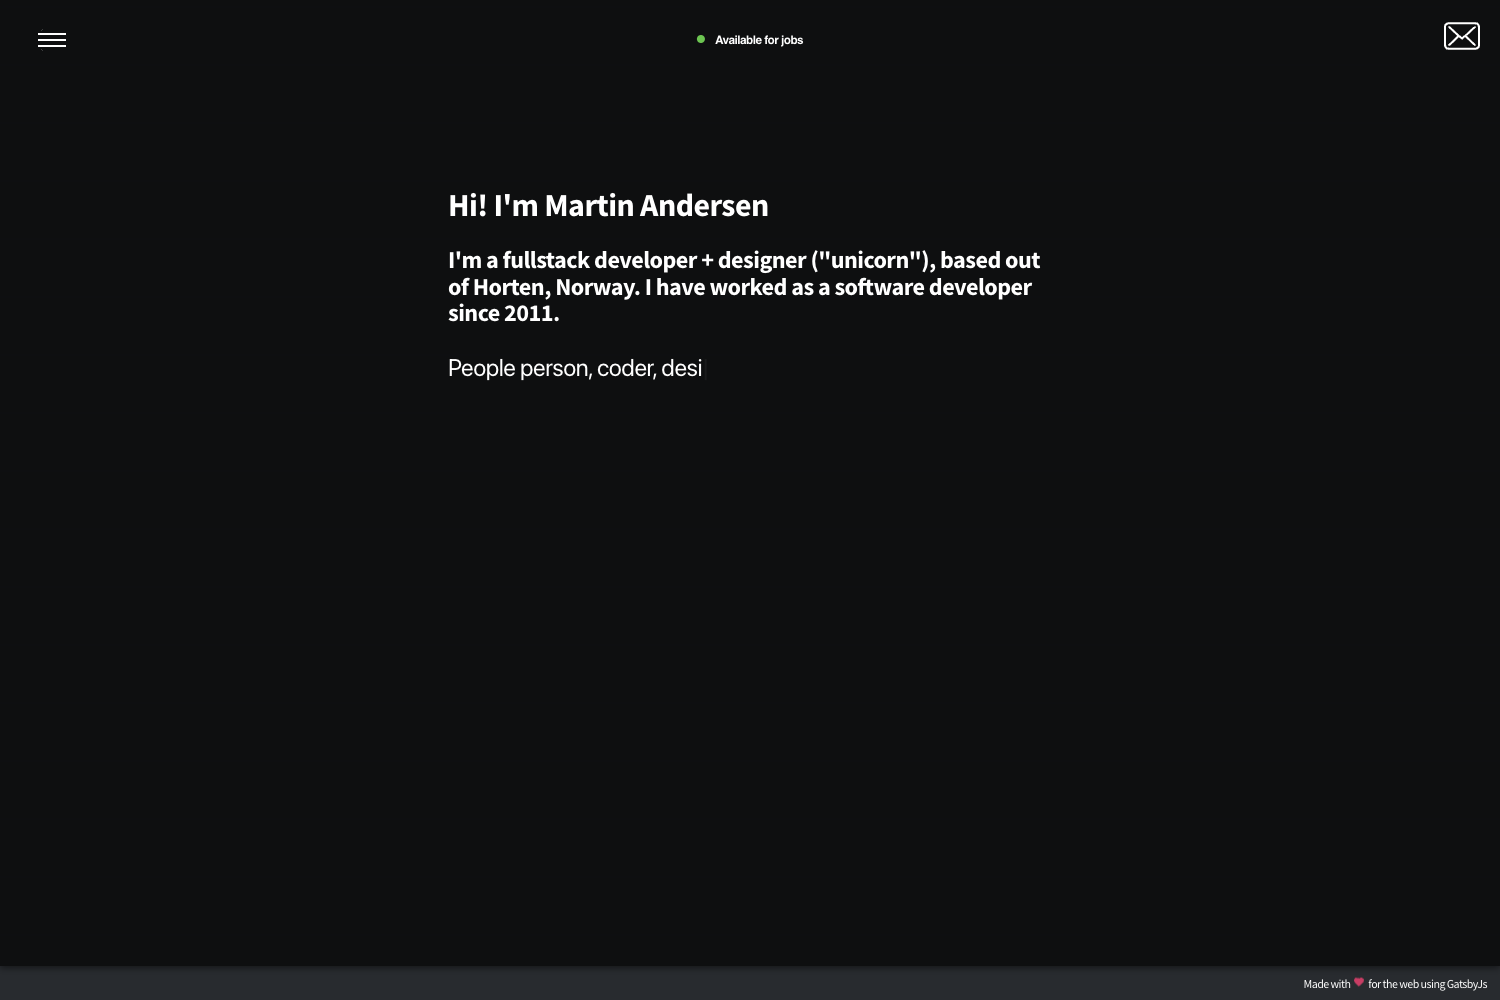 Available for jobs
Hi! I'm Martin Andersen
I'm a fullstack developer + designer ("unicorn"), based out
of Horten, Norway. I have worked as a software developer
since 2011.
People person, coder, desi
Made with ❤ for the web using GatsbyJs